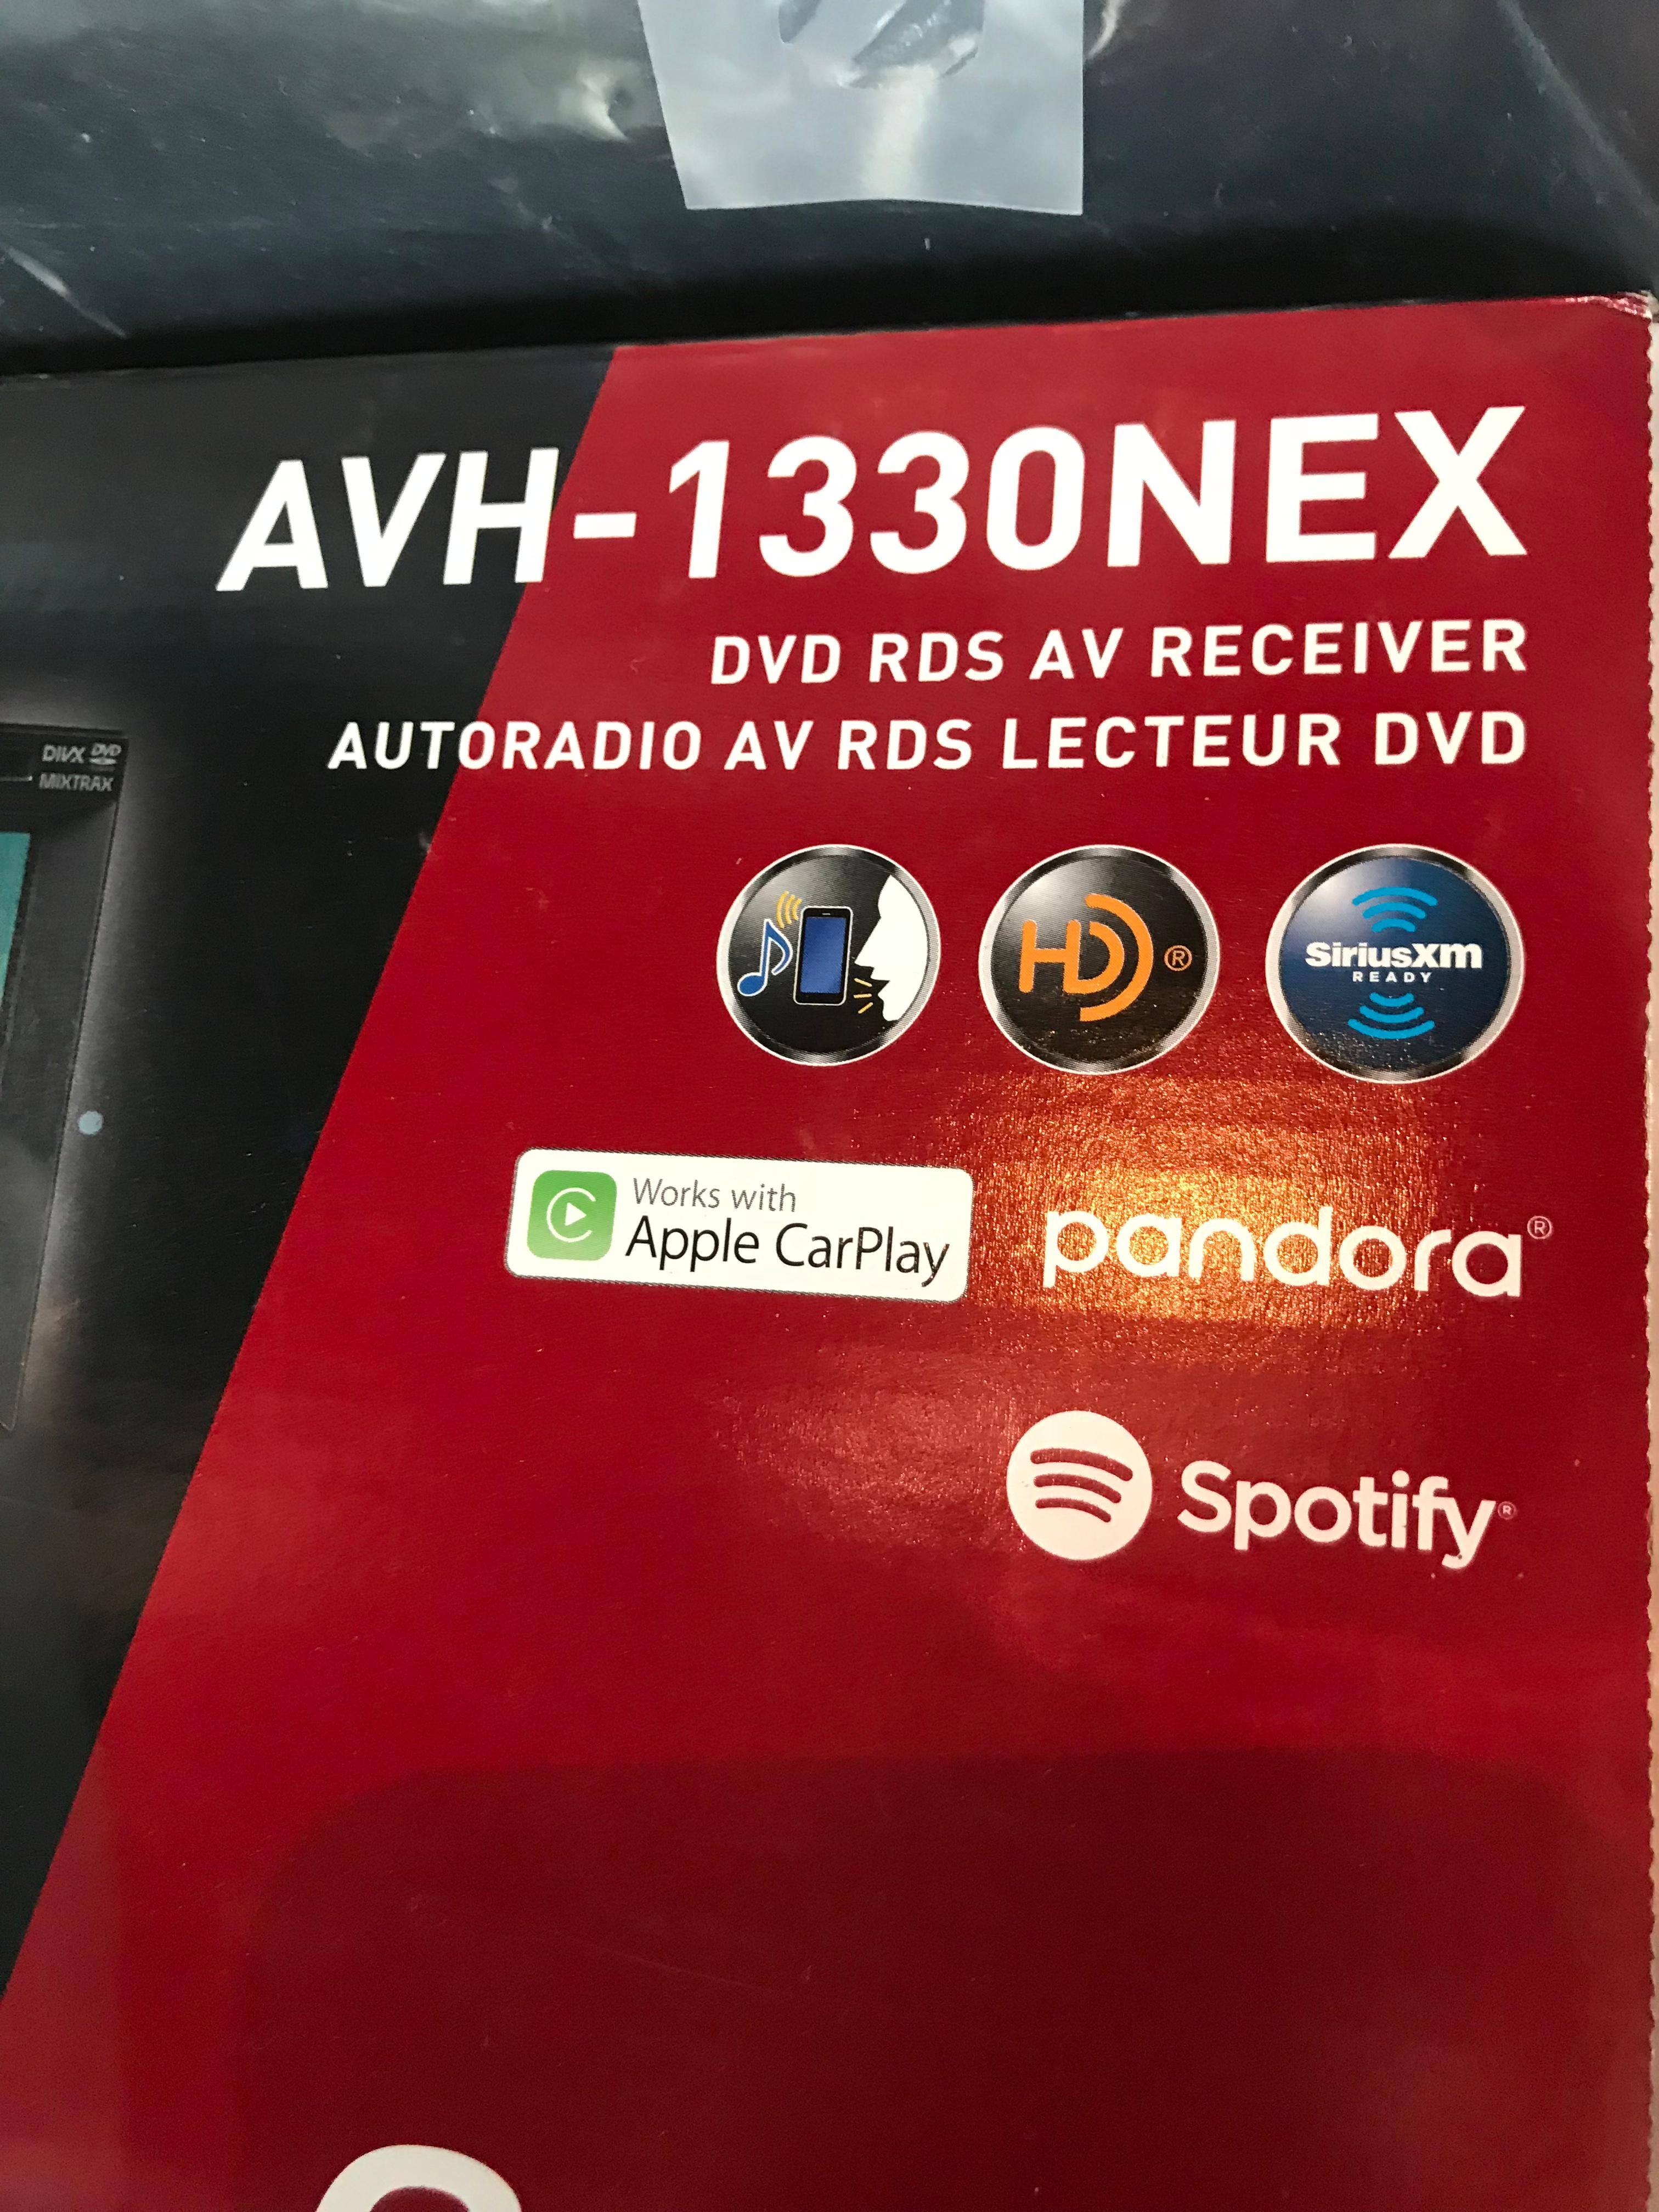 AVH-1330NEX
DVD RDS AV RECEIVER
AUTORADIO AV RDS LECTEUR DVD
DIVX DVD
MIXTRAX
HD®
SiriusXM
READY
Works with
Apple CarPlay
pandora®
Spotify®